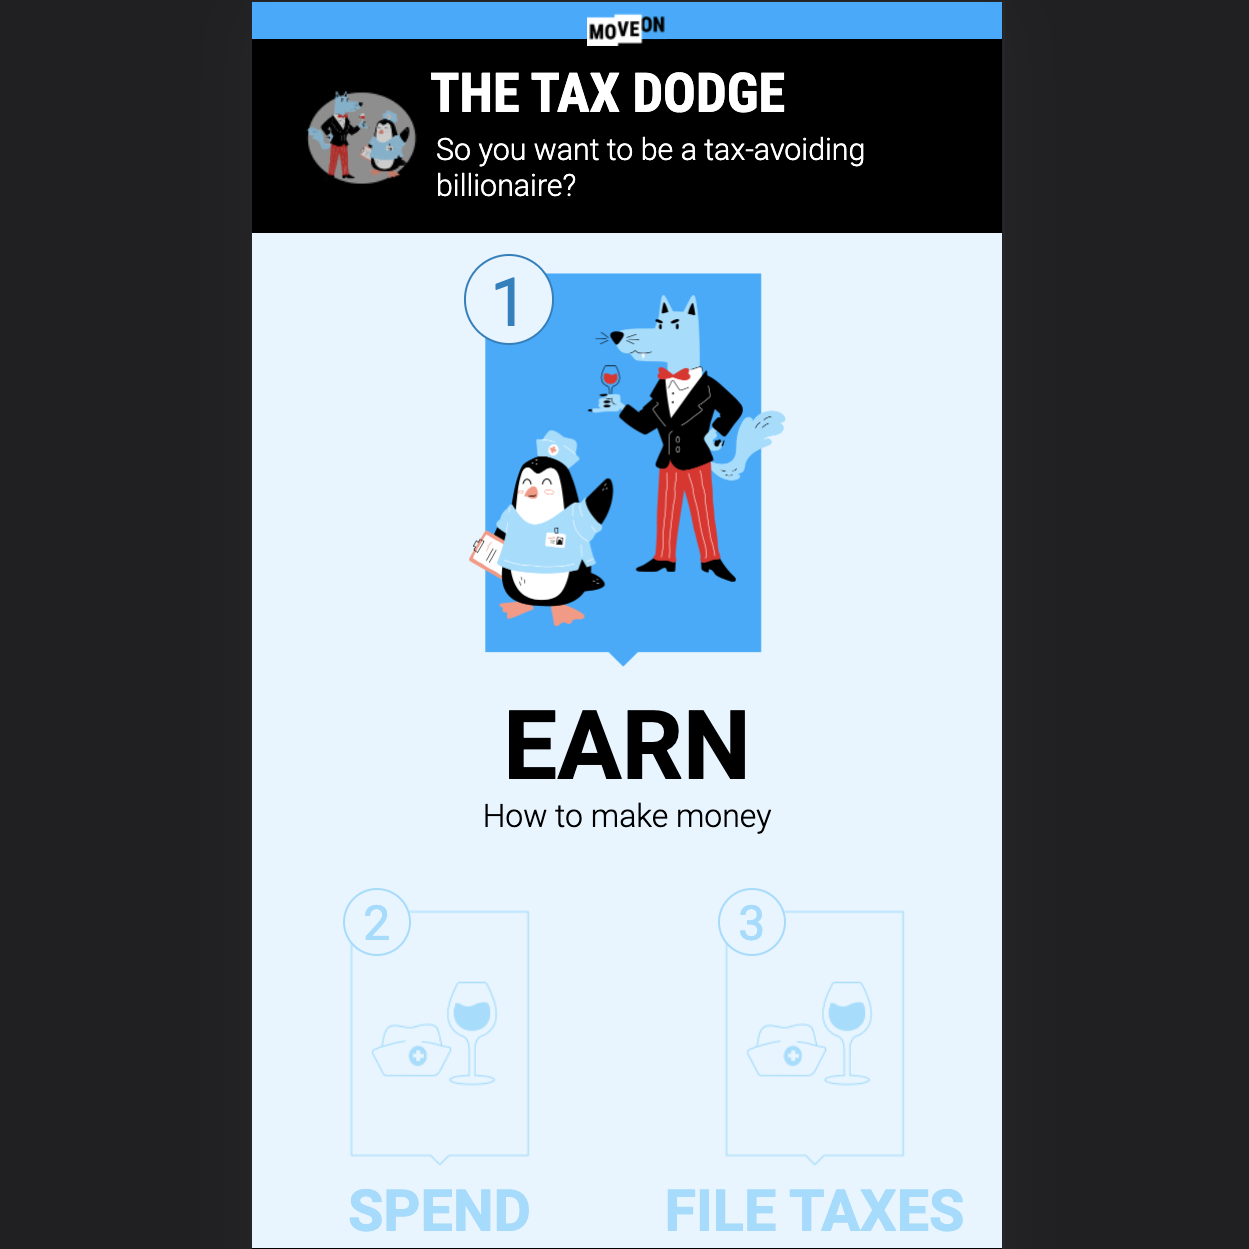 MOVEON
THE TAX DODGE
So you want to be a tax-avoiding
billionaire?
1
EARN
How to make money
2
3
SPEND
FILE TAXES